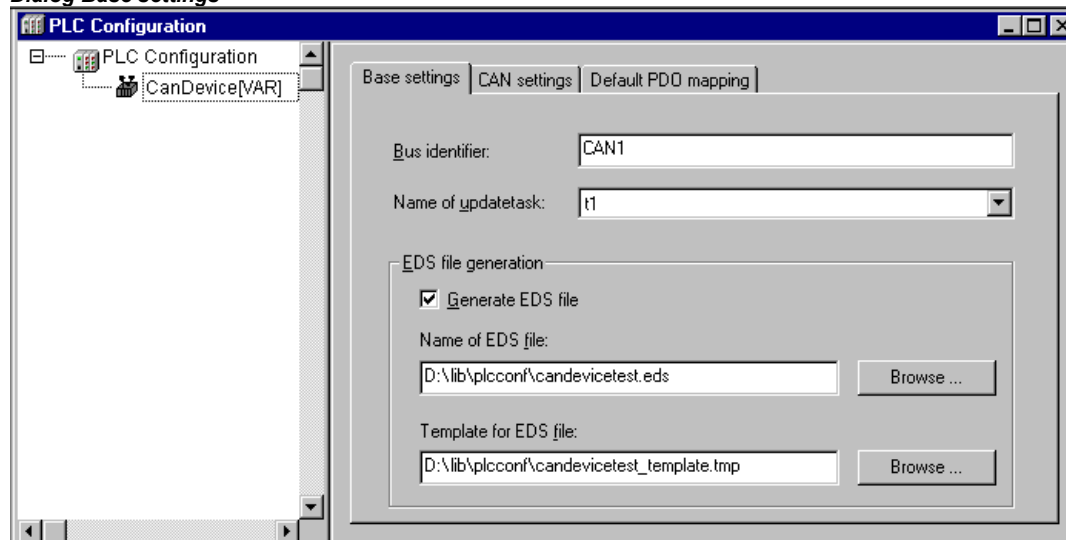 Dialog Base settings
PLC Configuration
PLC Configuration
CanDevice[VAR]
Base settings
CAN settings
Default PDO mapping
Bus identifier:
CAN1
Name of updatetask:
t1
EDS file generation
Generate EDS file
Name of EDS file:
D:\lib\plcconf\candevicetest.eds
Browse ...
Template for EDS file:
D:\lib\plcconf\candevicetest_template.tmp
Browse ...